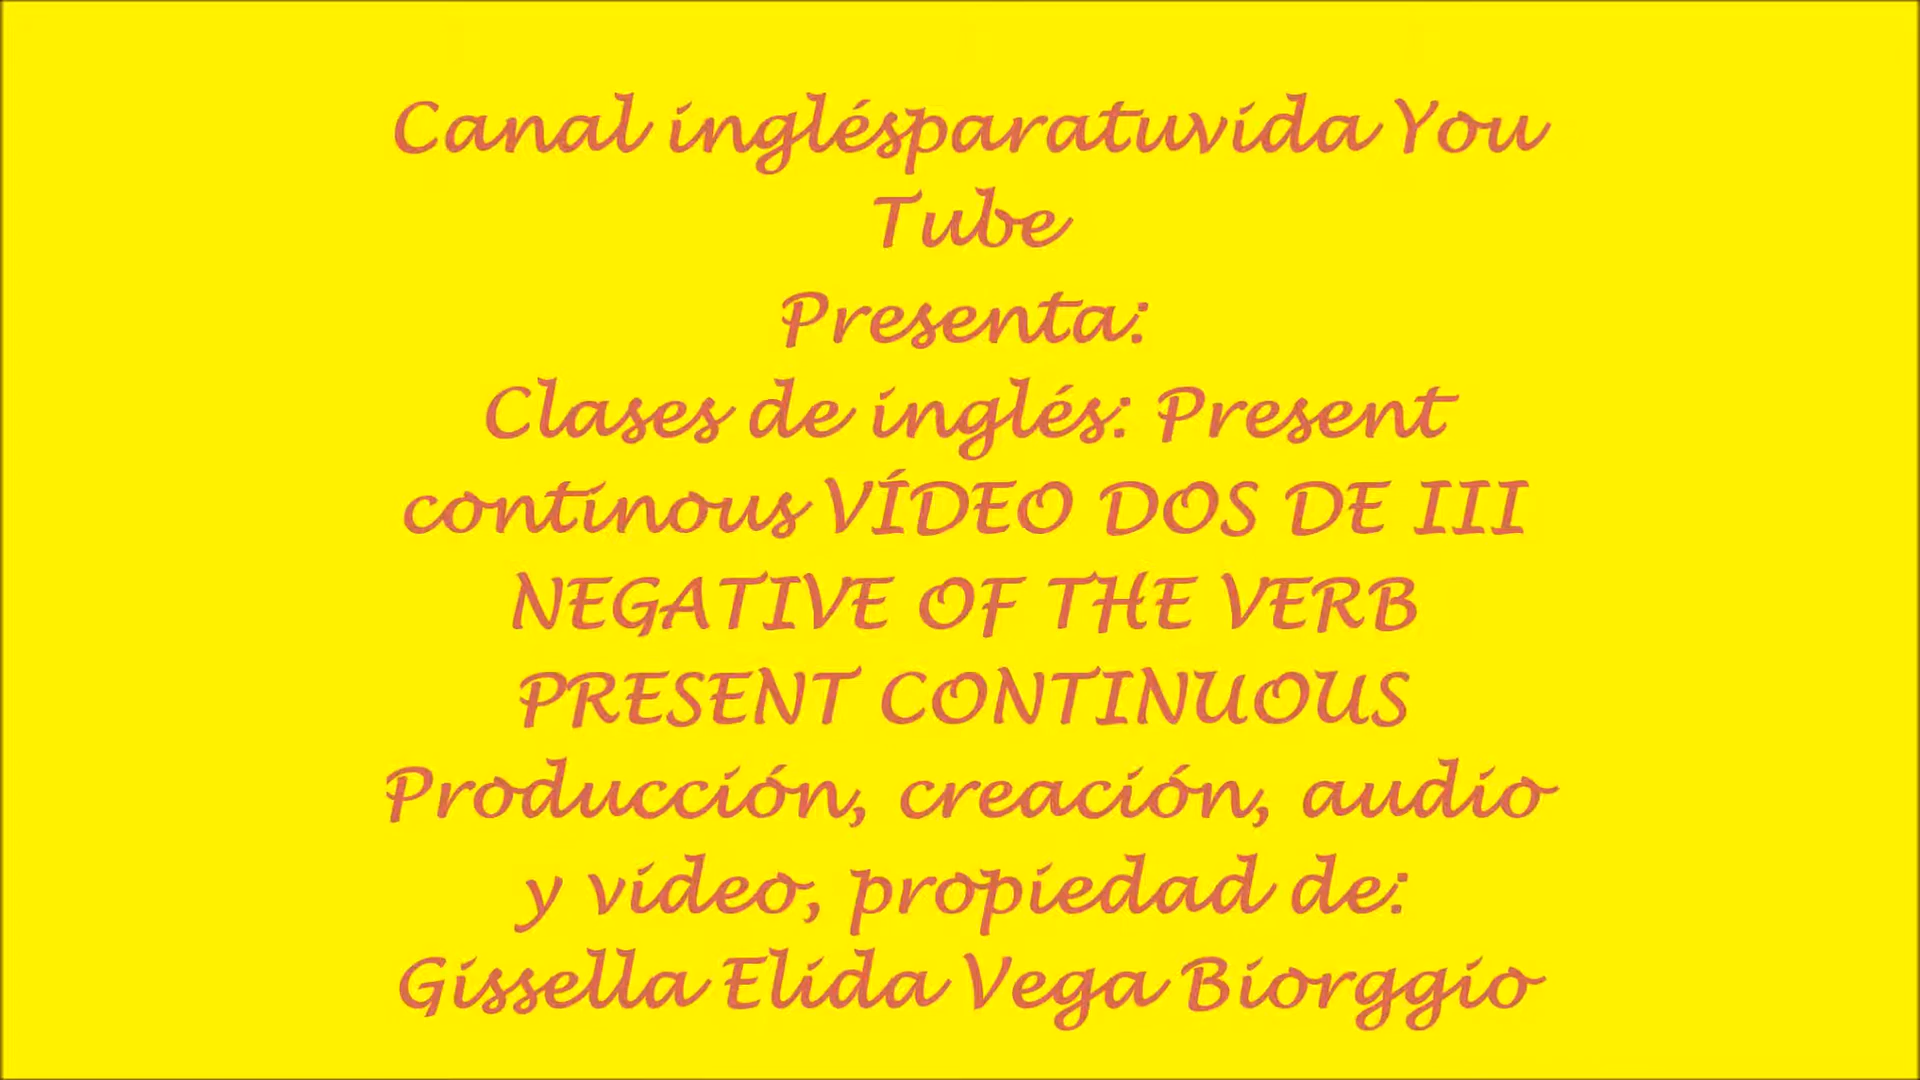 Canal inglésparatuvida You
Tube
Presenta:
Clases de inglés: Present
continous VÍDEO DOS DE III
NEGATIVE OF THE VERB
PRESENT CONTINUOUS
Producción, creación, audio
y video, propiedad de:
Gissella Elida Vega Biorggio